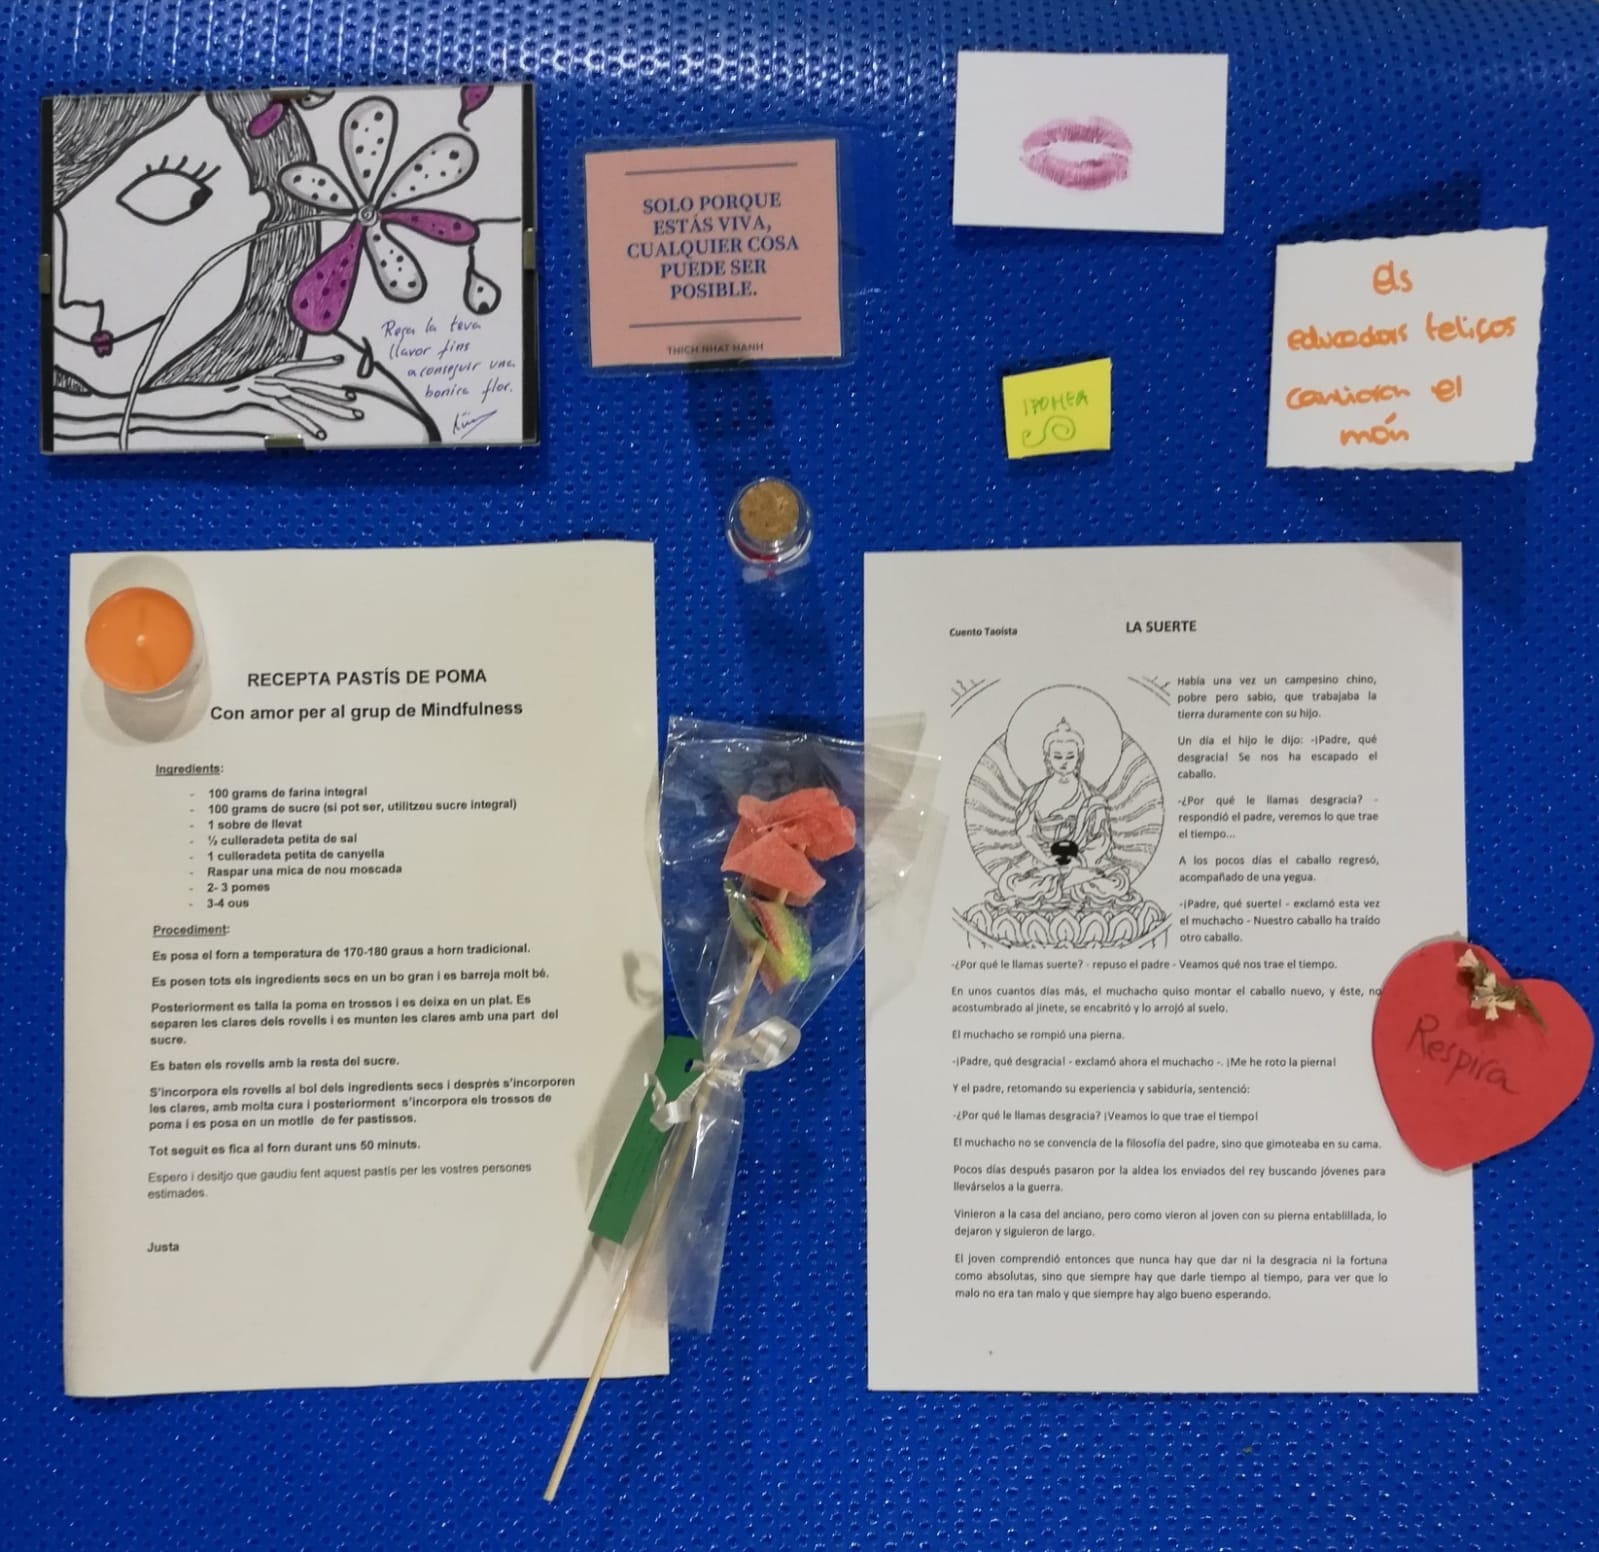 Rega la teva
llavor fins
aconseguir una
bonica flor.
SOLO PORQUE
ESTÁS VIVA,
CUALQUIER COSA
PUEDE SER
POSIBLE.
THICH NHAT HANH
IPOMEA
els
educadors feliços
canviaran el
món
RECEPTA PASTÍS DE POMA
Con amor per al grup de Mindfulness
Ingredients:
- 100 grams de farina integral
- 100 grams de sucre (si pot ser, utilitzeu sucre integral)
- 1 sobre de llevat
- ½ culleradeta petita de sal
- 1 culleradeta petita de canyella
- Raspar una mica de nou moscada
- 2- 3 pomes
- 3-4 ous
Procediment:
Es posa el forn a temperatura de 170-180 graus a horn tradicional.
Es posen tots els ingredients secs en un bo gran i es barreja molt bé.
Posteriorment es talla la poma en trossos i es deixa en un plat. Es
separen les clares dels rovells i es munten les clares amb una part del
sucre.
Es baten els rovells amb la resta del sucre.
S'incorpora els rovells al bol dels ingredients secs i després s'incorporen
les clares, amb molta cura i posteriorment s'incorpora els trossos de
poma i es posa en un motlle de fer pastissos.
Tot seguit es fica al forn durant uns 50 minuts.
Espero i desitjo que gaudiu fent aquest pastís per les vostres persones
estimades.
Justa
Cuento Taoísta LA SUERTE
Había una vez un campesino chino,
pobre pero sabio, que trabajaba la
tierra duramente con su hijo.
Un día el hijo le dijo: -¡Padre, qué
desgracia! Se nos ha escapado el
caballo.
-¿Por qué le llamas desgracia? -
respondió el padre, veremos lo que trae
el tiempo...
A los pocos días el caballo regresó,
acompañado de una yegua.
-¡Padre, qué suerte! - exclamó esta vez
el muchacho - Nuestro caballo ha traído
otro caballo.
-¿Por qué le llamas suerte? - repuso el padre - Veamos qué nos trae el tiempo.
En unos cuantos días más, el muchacho quiso montar el caballo nuevo, y éste, no
acostumbrado al jinete, se encabritó y lo arrojó al suelo.
El muchacho se rompió una pierna.
-¡Padre, qué desgracia! - exclamó ahora el muchacho -. ¡Me he roto la pierna!
Y el padre, retomando su experiencia y sabiduría, sentenció:
-¿Por qué le llamas desgracia? ¡Veamos lo que trae el tiempo!
El muchacho no se convencía de la filosofía del padre, sino que gimoteaba en su cama.
Pocos días después pasaron por la aldea los enviados del rey buscando jóvenes para
llevárselos a la guerra.
Vinieron a la casa del anciano, pero como vieron al joven con su pierna entablillada, lo
dejaron y siguieron de largo.
El joven comprendió entonces que nunca hay que dar ni la desgracia ni la fortuna
como absolutas, sino que siempre hay que darle tiempo al tiempo, para ver que lo
malo no era tan malo y que siempre hay algo bueno esperando.
Respira